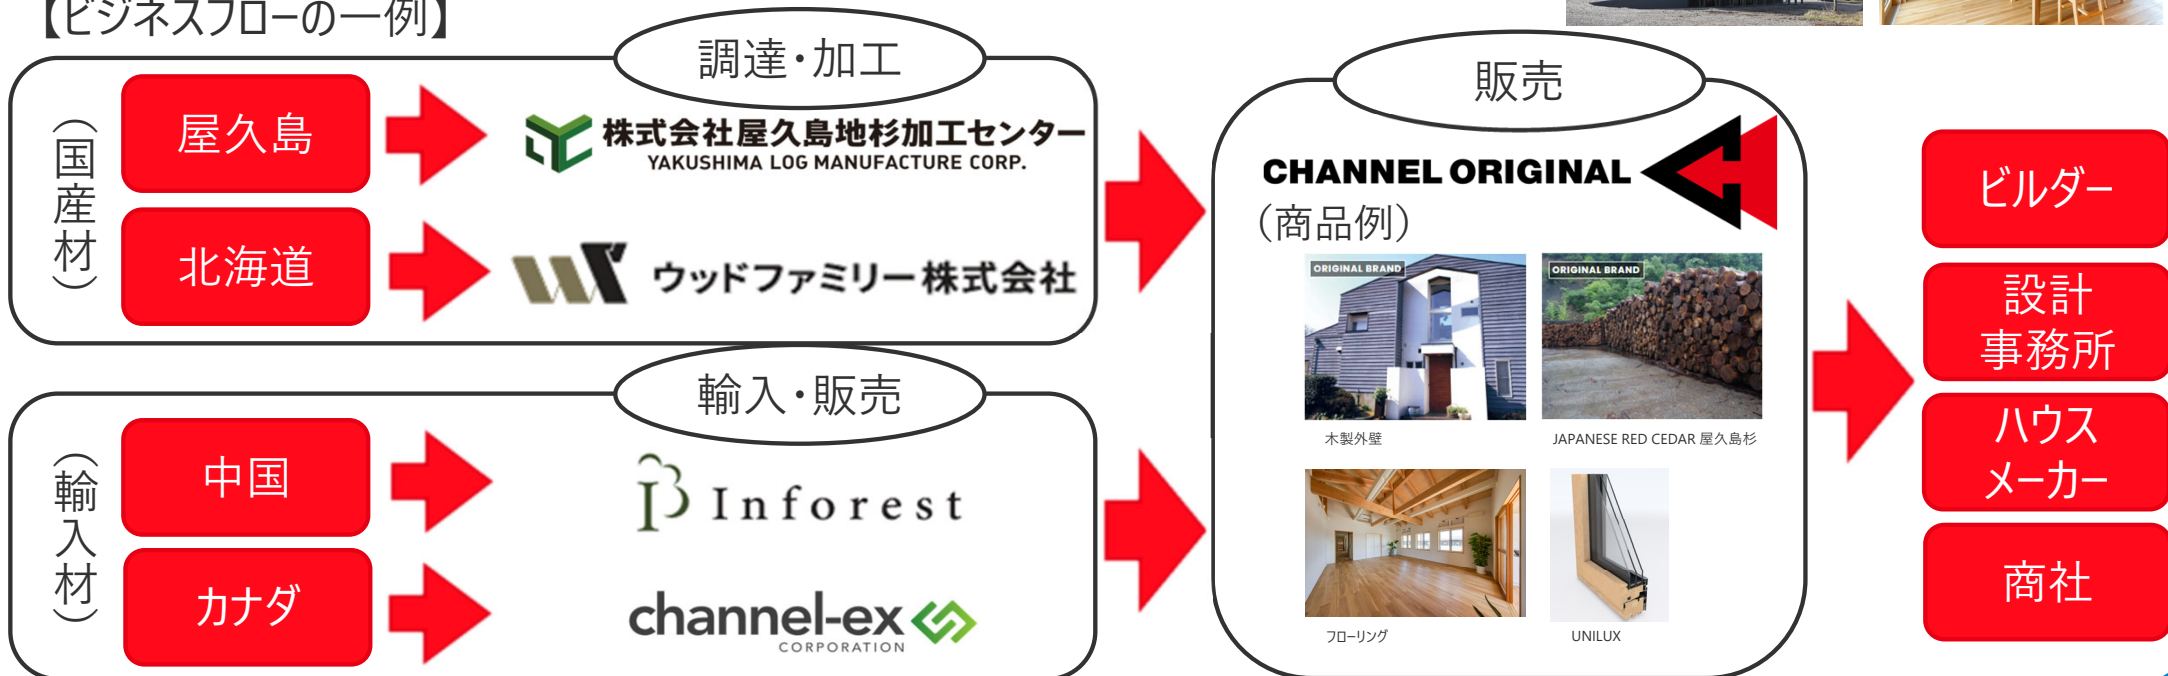 【ビジネスフローの一例】
調達・加工
（国産材）
屋久島
株式会社屋久島地杉加工センター
YAKUSHIMA LOG MANUFACTURE CORP.
北海道
ウッドファミリー株式会社
輸入・販売
（輸入材）
中国
Inforest
カナダ
channel-ex
CORPORATION
販売
CHANNEL ORIGINAL
（商品例）
ORIGINAL BRAND
木製外壁
ORIGINAL BRAND
JAPANESE RED CEDAR 屋久島杉
フローリング
UNILUX
ビルダー
設計
事務所
ハウス
メーカー
商社